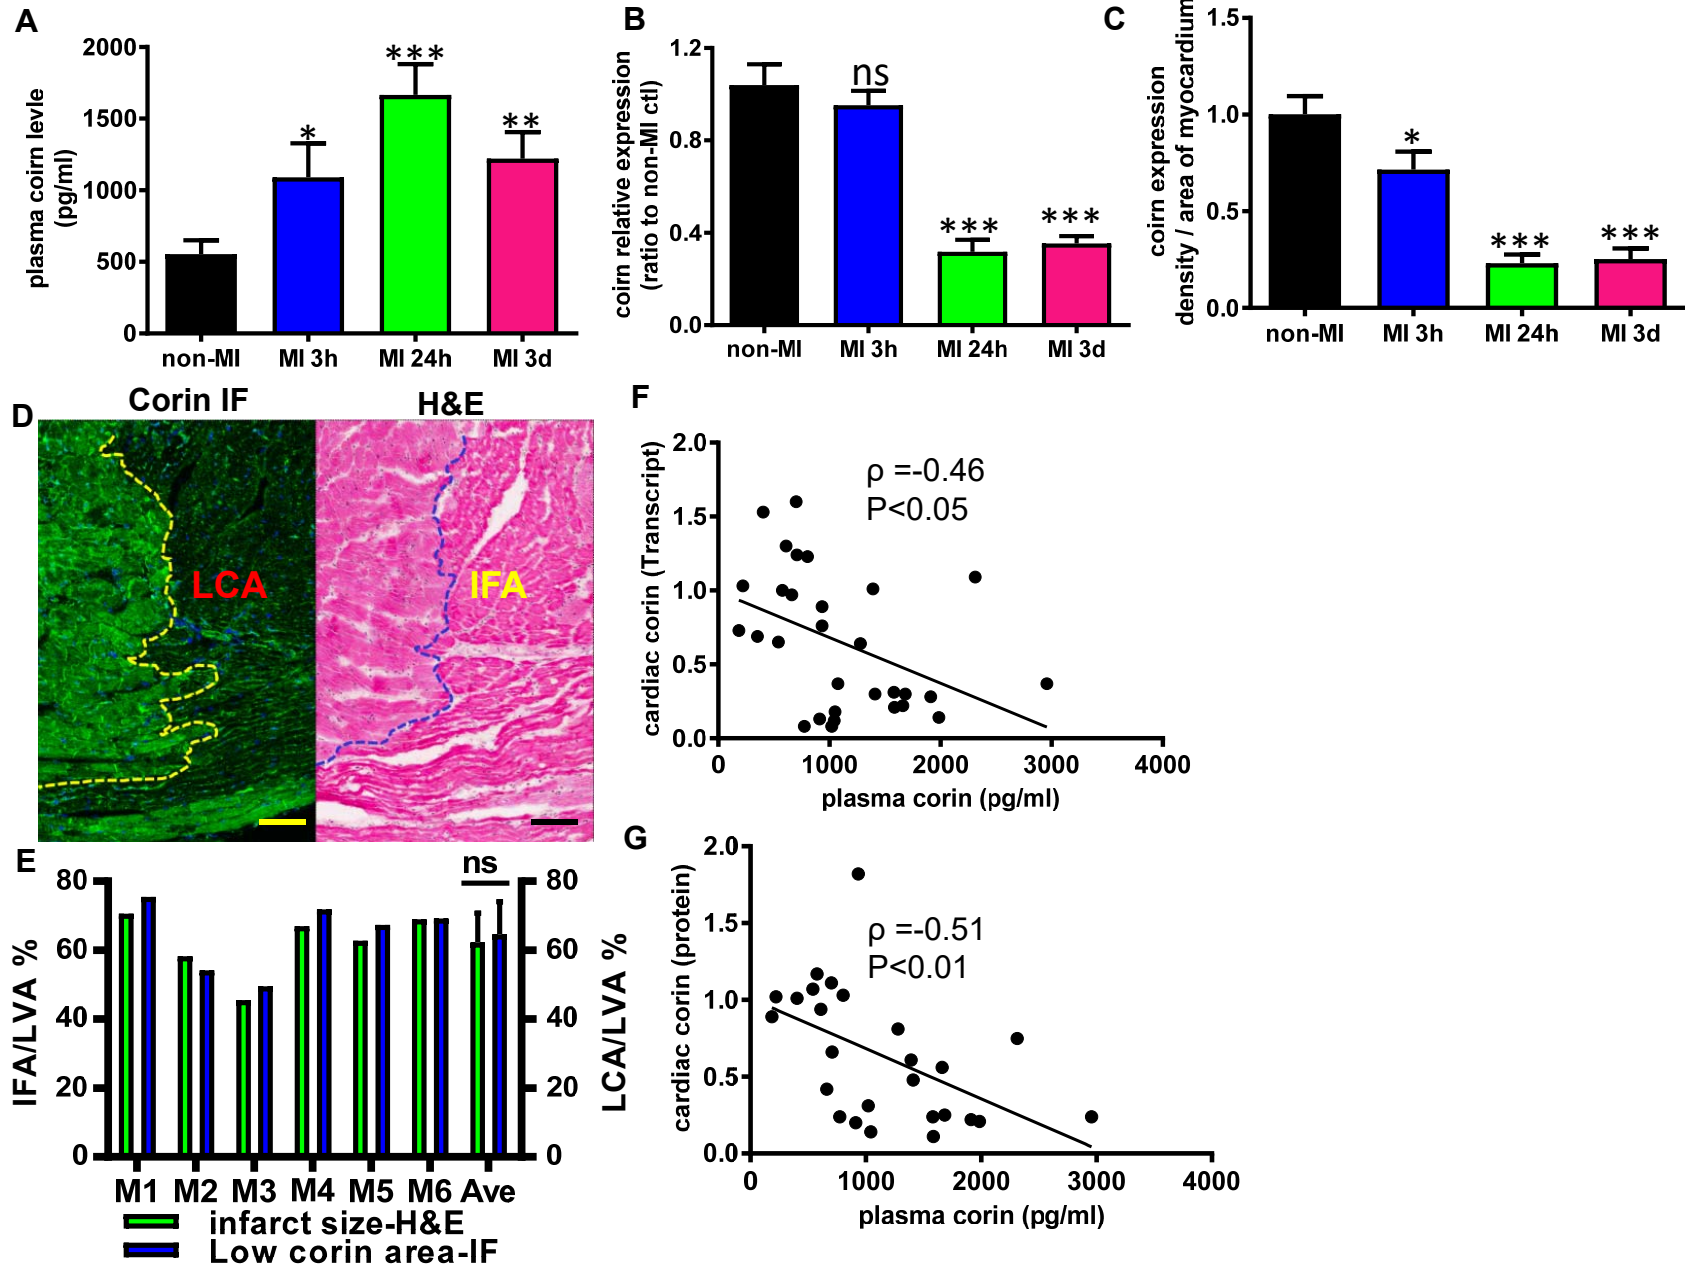 A
plasma coirn levle
(pg/ml)
2000
1500
1000
500
0
*
***
**
non-MI
MI 3h
MI 24h
MI 3d
B
coirn relative expression
(ratio to non-MI ctl)
1.2
0.8
0.4
0.0
ns
***
***
non-MI
MI 3h
MI 24h
MI 3d
C
coirn expression
density / area of myocardium
1.5
1.0
0.5
0.0
*
***
***
non-MI
MI 3h
MI 24h
MI 3d
D
Corin IF
H&E
LCA
IFA
E
IFA/LVA %
80
60
40
20
0
ns
80
60
40
20
0
LCA/LVA %
M1
M2
M3
M4
M5
M6
Ave
infarct size-H&E
Low corin area-IF
F
cardiac corin (Transcript)
2.0
1.5
1.0
0.5
0.0
ρ =-0.46
P<0.05
0
1000
2000
3000
4000
plasma corin (pg/ml)
G
cardiac corin (protein)
2.0
1.5
1.0
0.5
0.0
ρ =-0.51
P<0.01
0
1000
2000
3000
4000
plasma corin (pg/ml)